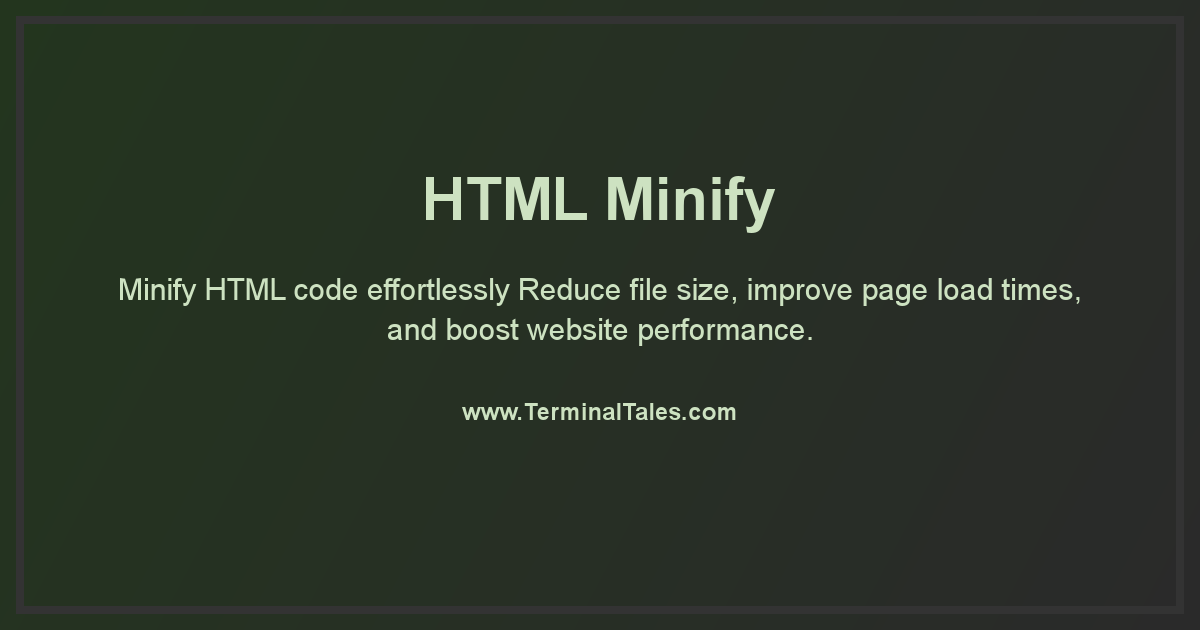 HTML Minify
Minify HTML code effortlessly Reduce file size, improve page load times,
and boost website performance.
www.TerminalTales.com